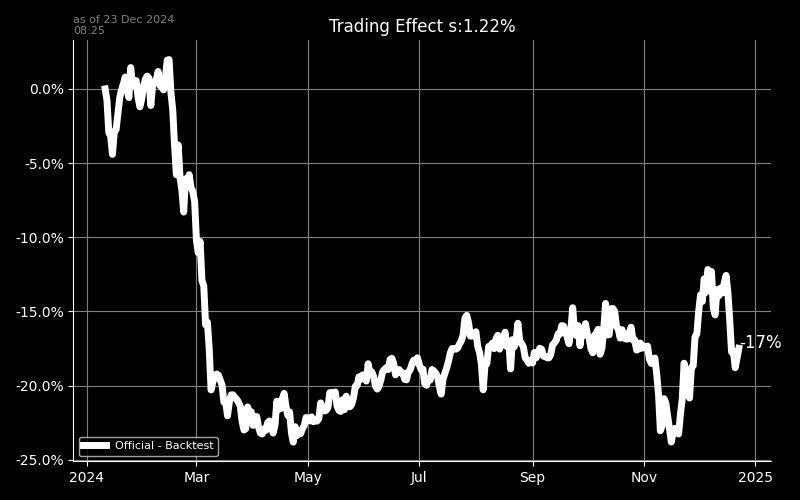 as of 23 Dec 2024
08:25
Trading Effect s:1.22%
0.0%
-5.0%
-10.0%
-15.0%
-17%
-20.0%
Official - Backtest
-25.0%
2024 Mar May Jul Sep Nov 2025